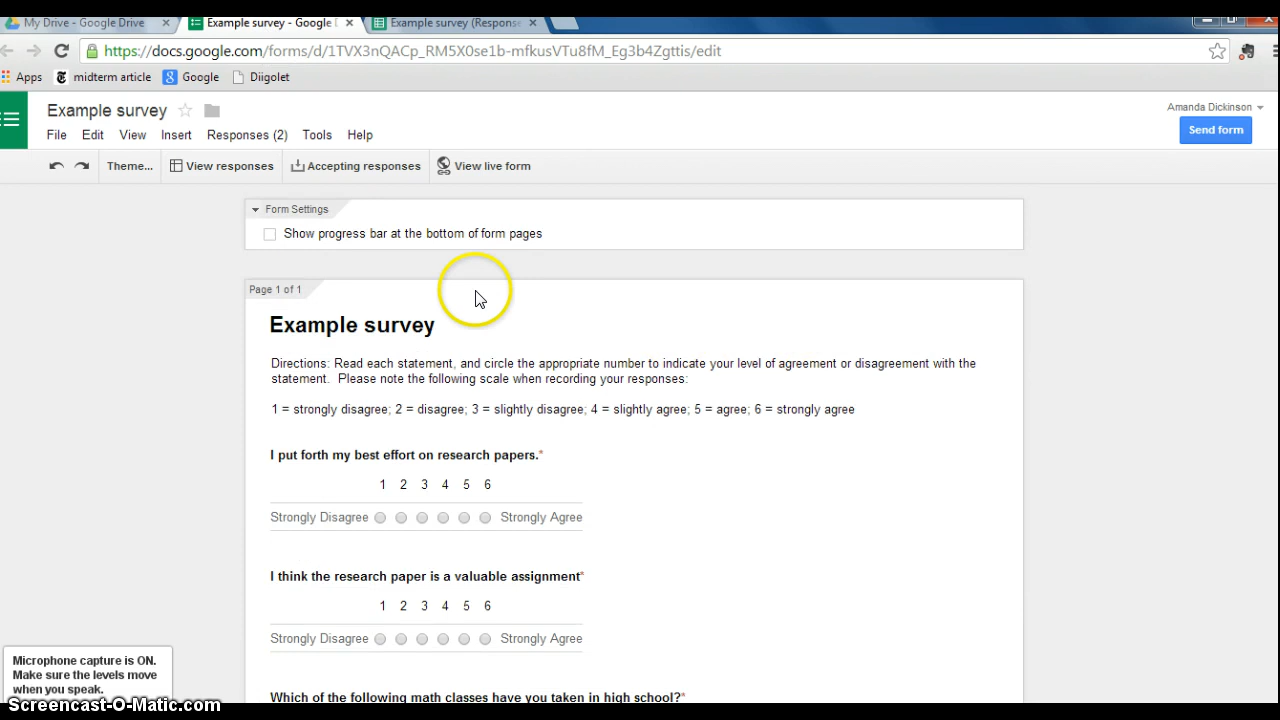 My Drive - Google Drive
Example survey - Google D
Example survey (Response
https://docs.google.com/forms/d/1TVX3nQACp_RM5X0se1b-mfkusVTu8fM_Eg3b4Zgttis/edit
Apps midterm article Google Diigolet
Example survey
Amanda Dickinson
File Edit View Insert Responses (2) Tools Help
Send form
Theme... View responses Accepting responses View live form
Form Settings
Show progress bar at the bottom of form pages
Page 1 of 1
Example survey
Directions: Read each statement, and circle the appropriate number to indicate your level of agreement or disagreement with the
statement. Please note the following scale when recording your responses:
1 = strongly disagree; 2 = disagree; 3 = slightly disagree; 4 = slightly agree; 5 = agree; 6 = strongly agree
I put forth my best effort on research papers.*
1 2 3 4 5 6
Strongly Disagree Strongly Agree
I think the research paper is a valuable assignment*
1 2 3 4 5 6
Strongly Disagree Strongly Agree
Which of the following math classes have you taken in high school?*
Microphone capture is ON.
Make sure the levels move
when you speak.
Screencast-O-Matic.com